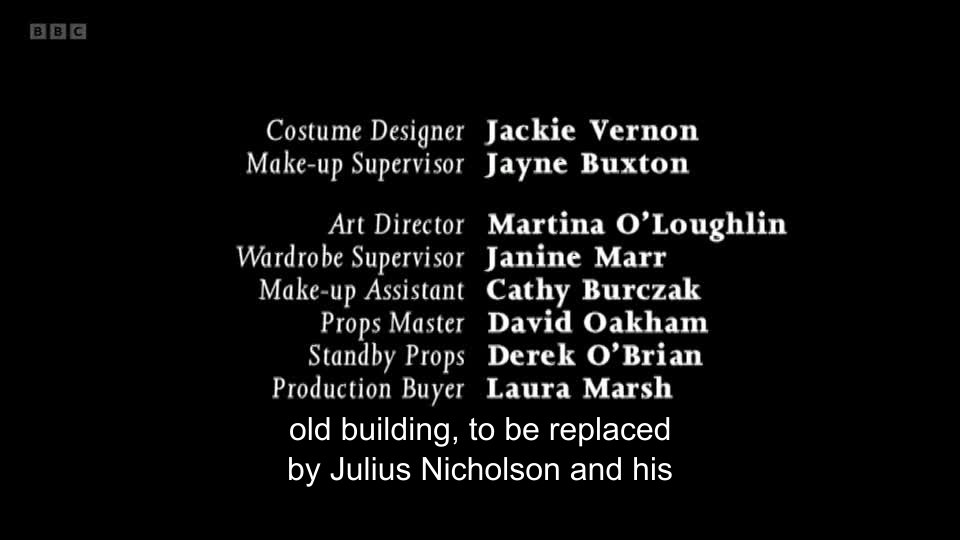 BBC
Costume Designer Jackie Vernon
Make-up Supervisor Jayne Buxton
Art Director Martina O'Loughlin
Wardrobe Supervisor Janine Marr
Make-up Assistant Cathy Burczak
Props Master David Oakham
Standby Props Derek O'Brian
Production Buyer Laura Marsh
old building, to be replaced
by Julius Nicholson and his